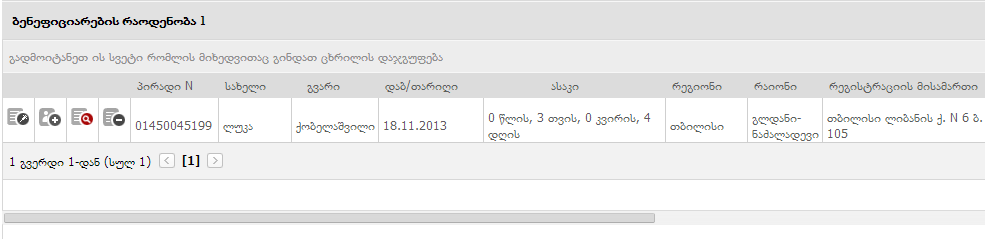 ბენეფიციარების რაოდენობა 1
გადმოიტანეთ ის სვეტი რომლის მიხედვითაც გინდათ ცხრილის დაჯგუფება
პირადი N სახელი გვარი დაბ/თარიღი ასაკი რეგიონი რაიონი რეგისტრაციის მისამართი
01450045199 ლუკა ქობელაშვილი 18.11.2013 0 წლის, 3 თვის, 0 კვირის, 4 დღის თბილისი გლდანი-ნაძალადევი თბილისი ლიბანის ქ. N 6 ბ. 105
1 გვერდი 1-დან (სულ 1) [1]